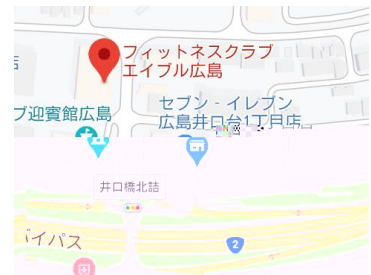 フィットネスクラブ
エイブル広島
店
セブン - イレブン
広島井口台1丁目店
ブ迎賓館広島
井口橋北詰
バイパス
2